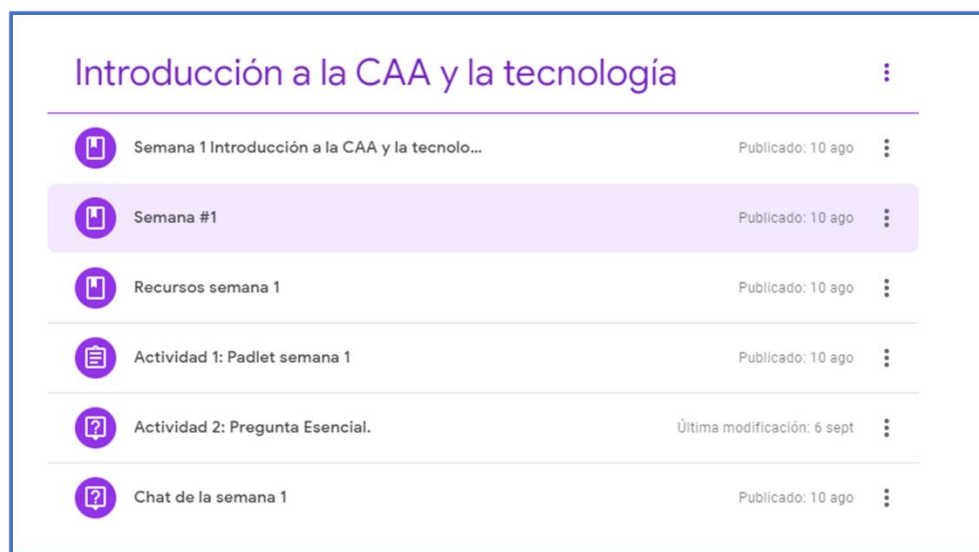 Introducción a la CAA y la tecnología
Semana 1 Introducción a la CAA y la tecnolo... Publicado: 10 ago
Semana #1 Publicado: 10 ago
Recursos semana 1 Publicado: 10 ago
Actividad 1: Padlet semana 1 Publicado: 10 ago
Actividad 2: Pregunta Esencial. Última modificación: 6 sept
Chat de la semana 1 Publicado: 10 ago